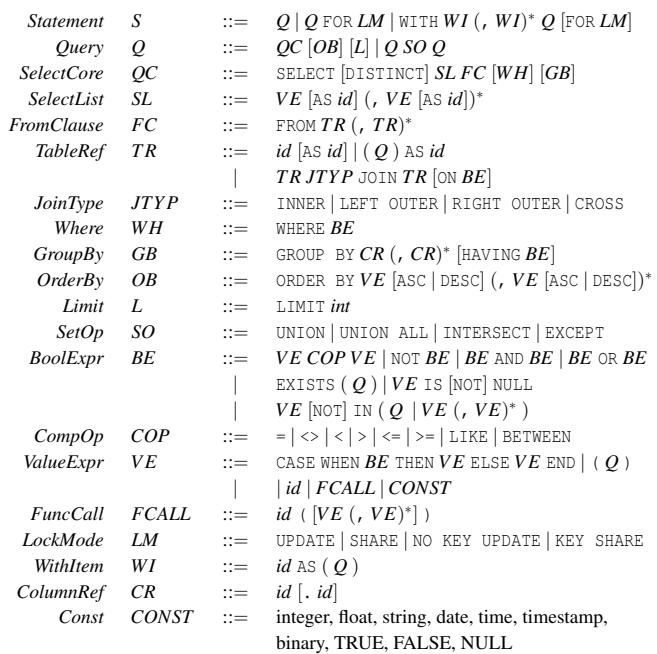 Statement S ::= Q | Q FOR LM | WITH WI (, WI)* Q [FOR LM]
Query Q ::= QC [OB] [L] | Q SO Q
SelectCore QC ::= SELECT [DISTINCT] SL FC [WH] [GB]
SelectList SL ::= VE [AS id] (, VE [AS id])*
FromClause FC ::= FROM TR (, TR)*
TableRef TR ::= id [AS id] | ( Q ) AS id
| TR JTYP JOIN TR [ON BE]
JoinType JTYP ::= INNER | LEFT OUTER | RIGHT OUTER | CROSS
Where WH ::= WHERE BE
GroupBy GB ::= GROUP BY CR (, CR)* [HAVING BE]
OrderBy OB ::= ORDER BY VE [ASC | DESC] (, VE [ASC | DESC])*
Limit L ::= LIMIT int
SetOp SO ::= UNION | UNION ALL | INTERSECT | EXCEPT
BoolExpr BE ::= VE COP VE | NOT BE | BE AND BE | BE OR BE
| EXISTS ( Q ) | VE IS [NOT] NULL
| VE [NOT] IN ( Q | VE (, VE)* )
CompOp COP ::= = | <> | < | > | <= | >= | LIKE | BETWEEN
ValueExpr VE ::= CASE WHEN BE THEN VE ELSE VE END | ( Q )
| | id | FCALL | CONST
FuncCall FCALL ::= id ( [VE (, VE)*] )
LockMode LM ::= UPDATE | SHARE | NO KEY UPDATE | KEY SHARE
WithItem WI ::= id AS ( Q )
ColumnRef CR ::= id [. id]
Const CONST ::= integer, float, string, date, time, timestamp,
binary, TRUE, FALSE, NULL